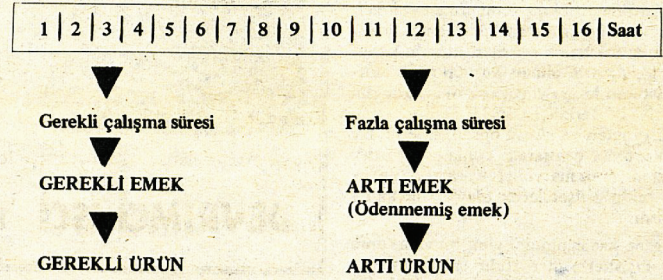 1 | 2 | 3 | 4 | 5 | 6 | 7 | 8 | 9 | 10 | 11 | 12 | 13 | 14 | 15 | 16 | Saat
Gerekli çalışma süresi
Fazla çalışma süresi
GEREKLİ EMEK
ARTI EMEK
(Ödenmemiş emek)
GEREKLİ ÜRÜN
ARTI ÜRÜN